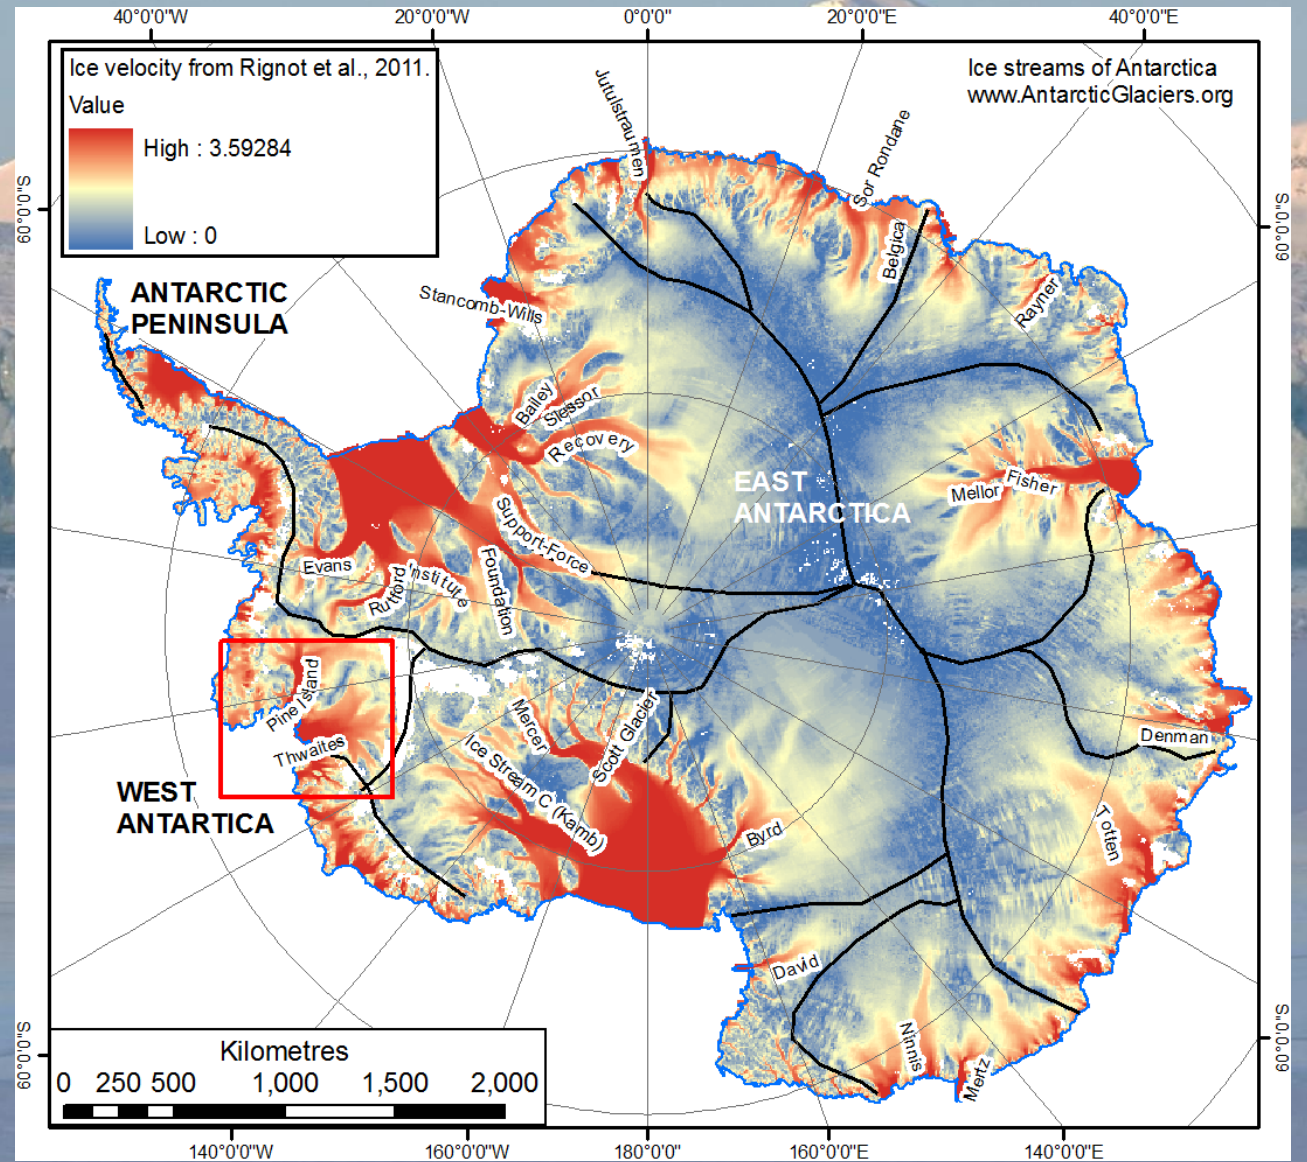 40°0'0"W
20°0'0"W
0°0'0"
20°0'0"E
40°0'0"E
Ice velocity from Rignot et al., 2011.
Value
High : 3.59284
Low : 0
Ice streams of Antarctica
www.AntarcticGlaciers.org
60°0'0"S
60°0'0"S
Jutulstraumen
Sor Rondane
Belgica
Rayner
Stancomb-Wills
ANTARCTIC
PENINSULA
Bailey
Slessor
Recovery
EAST
ANTARCTICA
Mellor
Fisher
Support-Force
Evans
Rutford
Institute
Foundation
Pine Island
Thwaites
Mercer
Scott Glacier
Ice Stream C (Kamb)
Denman
WEST
ANTARTICA
Byrd
Totten
David
Ninnis
Mertz
60°0'0"S
60°0'0"S
Kilometres
0 250 500 1,000 1,500 2,000
140°0'0"W
160°0'0"W
180°0'0"
160°0'0"E
140°0'0"E